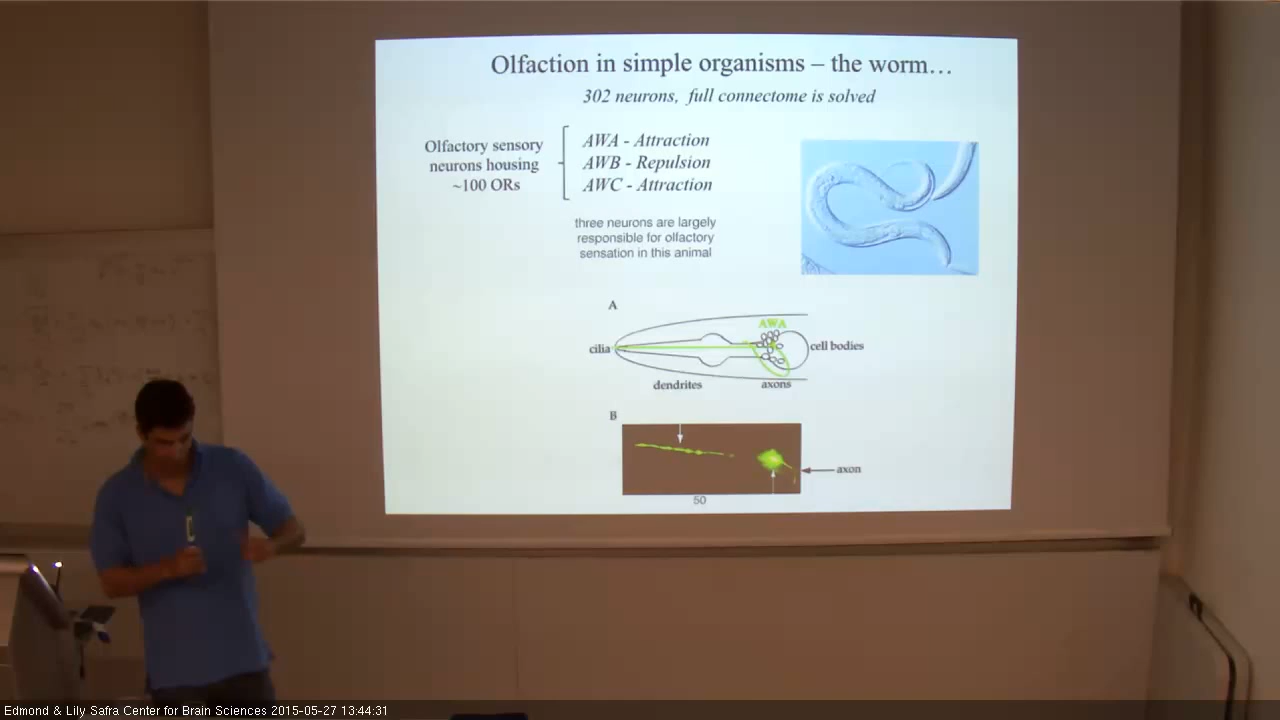 Olfaction in simple organisms – the worm…
302 neurons, full connectome is solved
Olfactory sensory
neurons housing
~100 ORs
AWA - Attraction
AWB - Repulsion
AWC - Attraction
three neurons are largely
responsible for olfactory
sensation in this animal
A
AWA
cilia
cell bodies
dendrites
axons
B
axon
50
Edmond & Lily Safra Center for Brain Sciences 2015-05-27 13:44:31